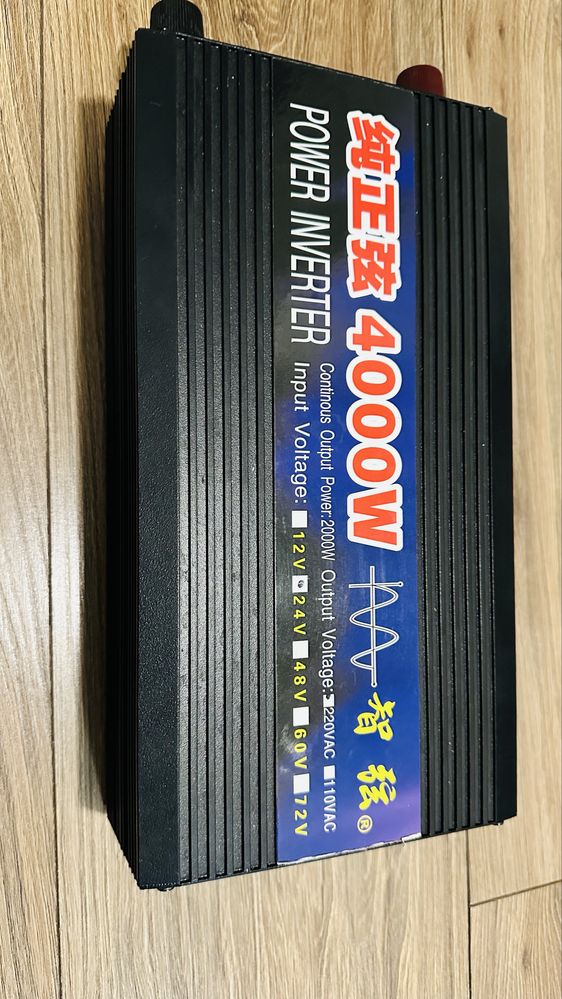 纯正弦 4000W
智弦®
POWER INVERTER
Continous Output Power:2000W Output Voltage: 220VAC 110VAC
Input Voltage: 12V 24V 48V 60V 72V